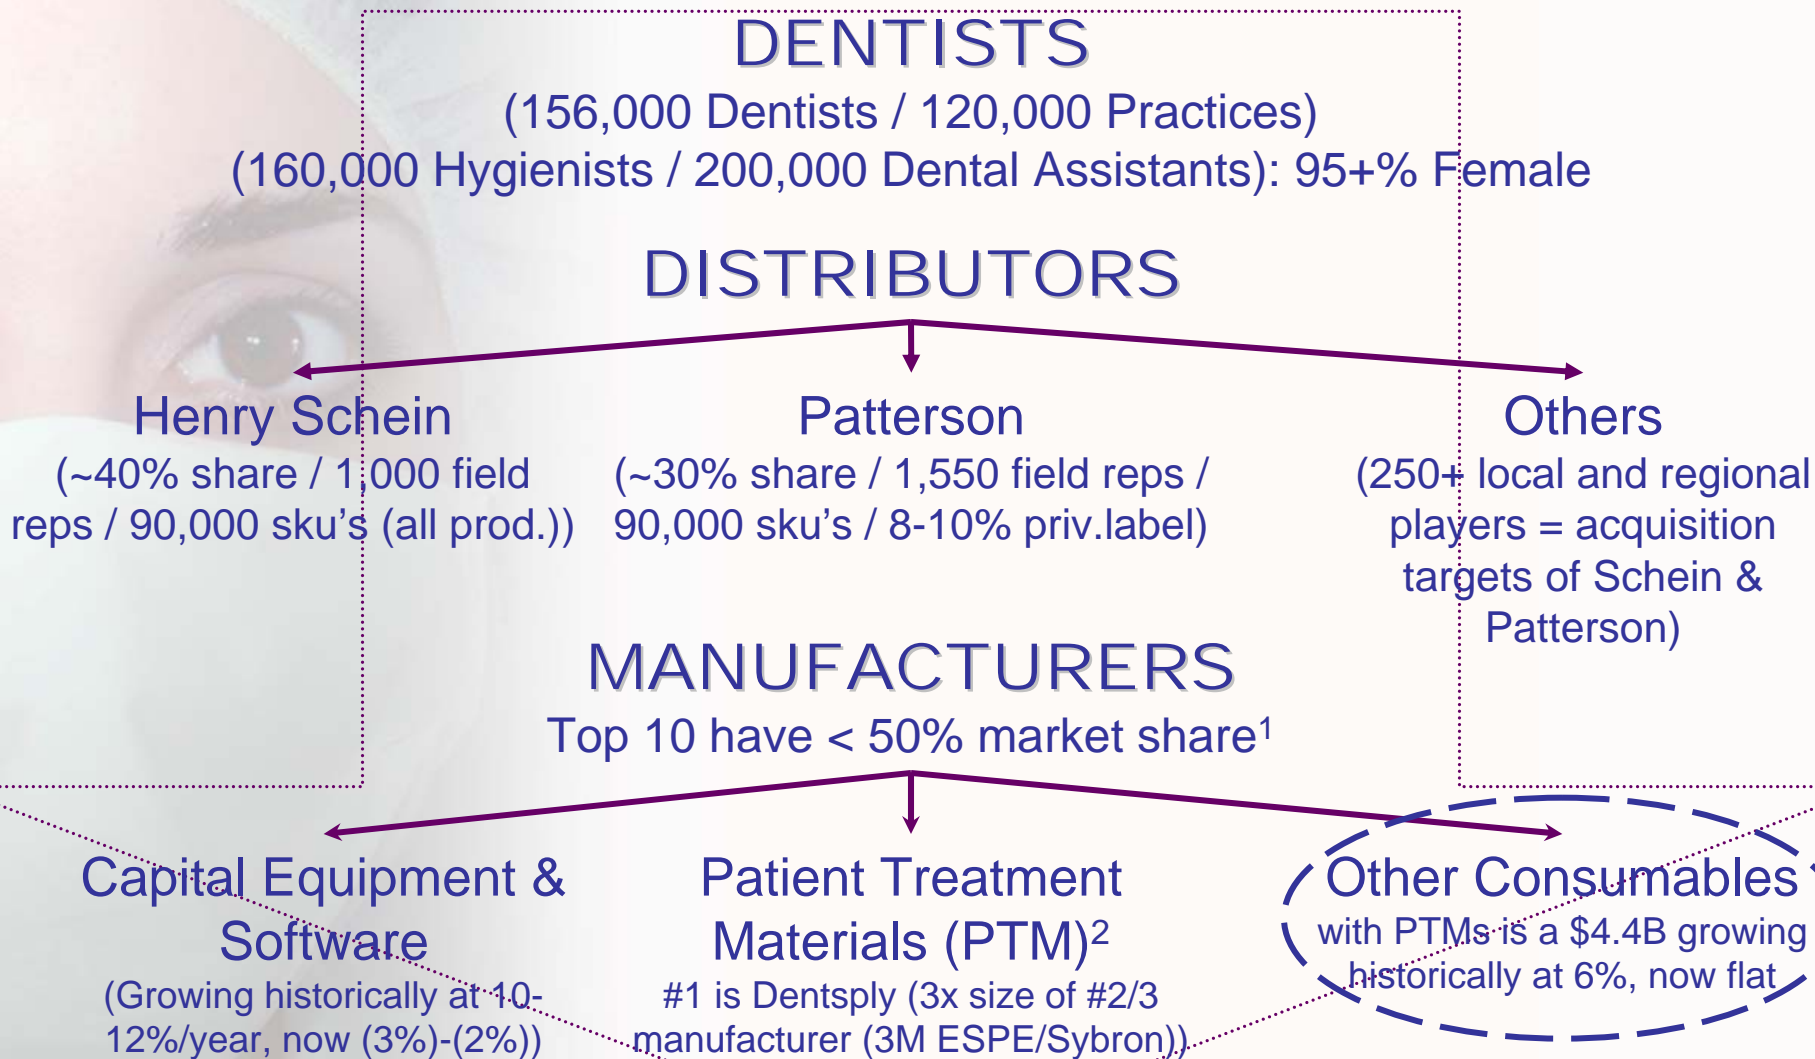 DENTISTS
(156,000 Dentists / 120,000 Practices)
(160,000 Hygienists / 200,000 Dental Assistants): 95+% Female
DISTRIBUTORS
Henry Schein
(~40% share / 1,000 field
reps / 90,000 sku's (all prod.))
Patterson
(~30% share / 1,550 field reps /
90,000 sku's / 8-10% priv.label)
Others
(250+ local and regional
players = acquisition
targets of Schein &
Patterson)
MANUFACTURERS
Top 10 have < 50% market share¹
Capital Equipment &
Software
(Growing historically at 10-
12%/year, now (3%)-(2%))
Patient Treatment
Materials (PTM)²
#1 is Dentsply (3x size of #2/3
manufacturer (3M ESPE/Sybron))
Other Consumables
with PTMs is a $4.4B growing
historically at 6%, now flat